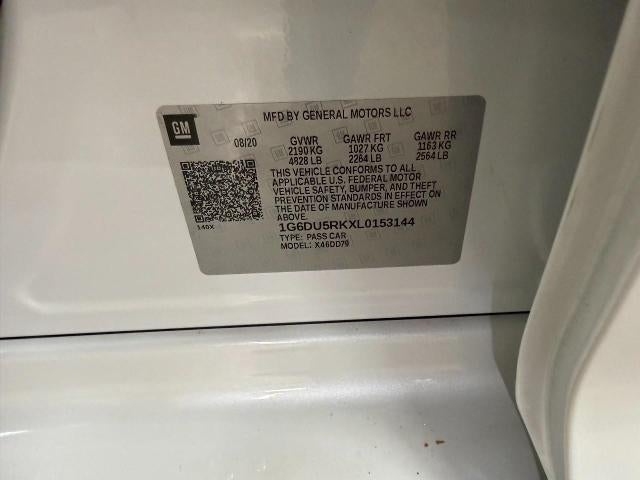 MFD BY GENERAL MOTORS LLC
GM
08/20 GVWR GAWR FRT GAWR RR
2190 KG 1027 KG 1163 KG
4828 LB 2264 LB 2564 LB
THIS VEHICLE CONFORMS TO ALL
APPLICABLE U.S. FEDERAL MOTOR
VEHICLE SAFETY, BUMPER, AND THEFT
PREVENTION STANDARDS IN EFFECT ON
THE DATE OF MANUFACTURE SHOWN
ABOVE.
140X
1G6DU5RKXL0153144
TYPE: PASS CAR
MODEL: X46DD79